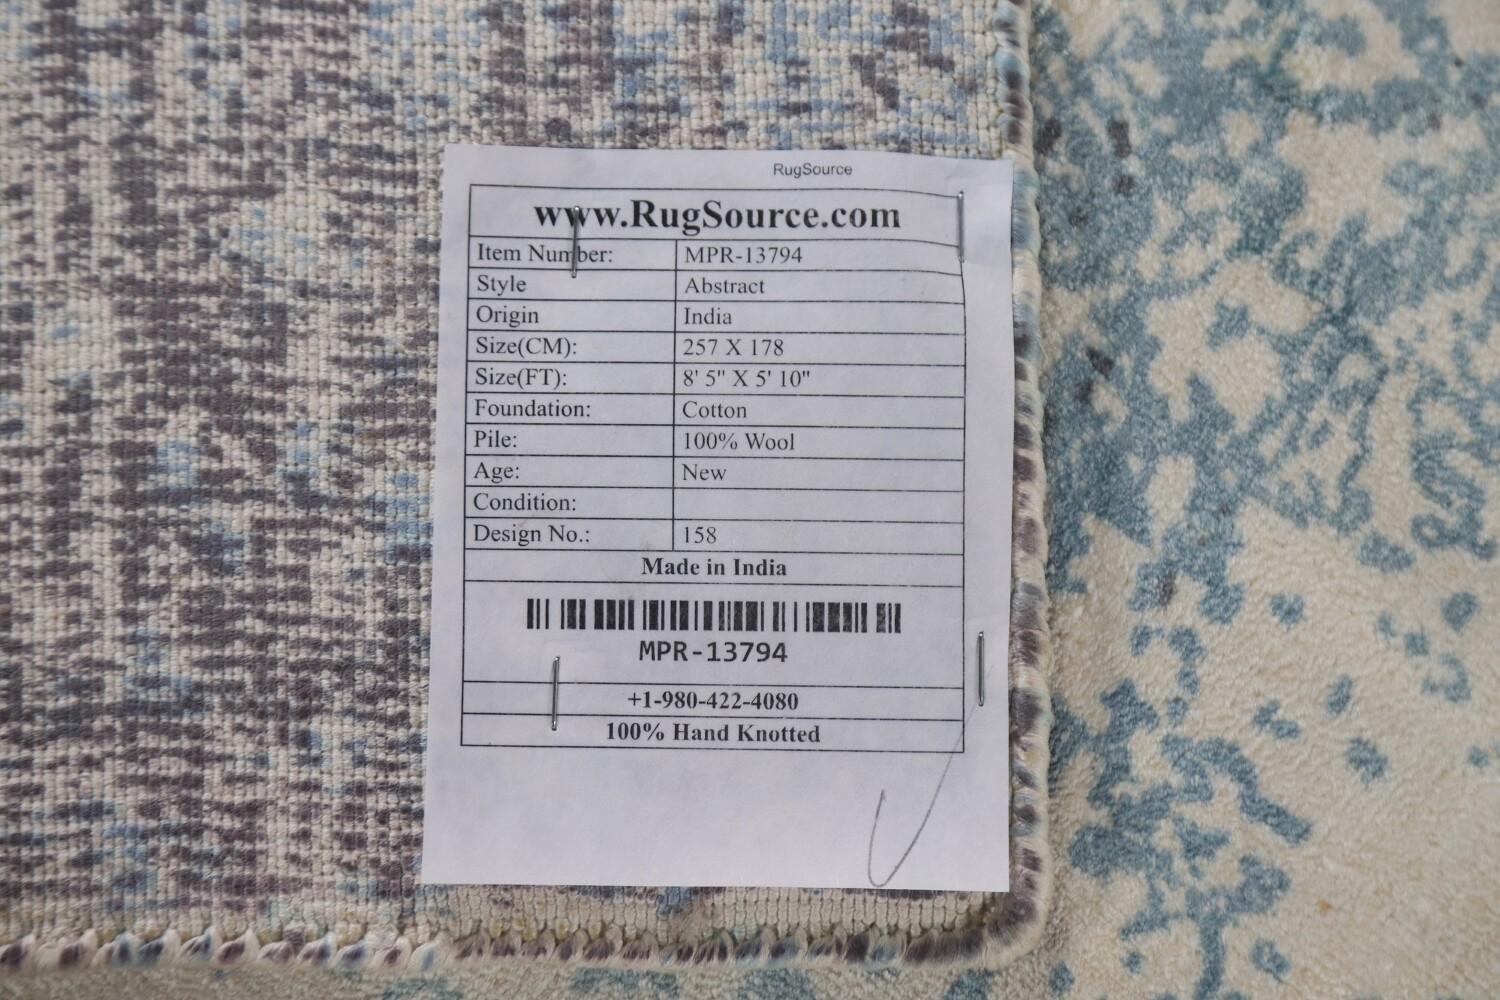 RugSource
www.RugSource.com
Item Number: MPR-13794
Style Abstract
Origin India
Size(CM): 257 X 178
Size(FT): 8' 5" X 5' 10"
Foundation: Cotton
Pile: 100% Wool
Age: New
Condition:
Design No.: 158
Made in India
MPR-13794
+1-980-422-4080
100% Hand Knotted